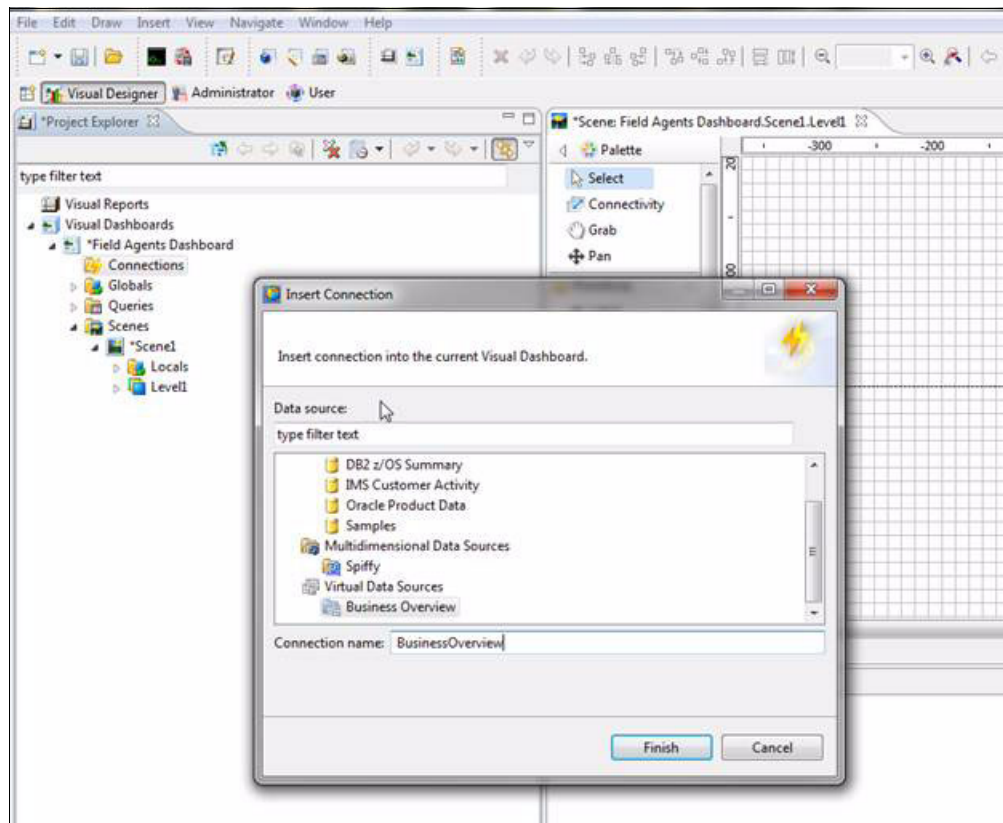 File Edit Draw Insert View Navigate Window Help
Visual Designer Administrator User
*Project Explorer
type filter text
Visual Reports
Visual Dashboards
*Field Agents Dashboard
Connections
Globals
Queries
Scenes
*Scene1
Locals
Level1
*Scene: Field Agents Dashboard.Scene1.Level1
Palette
Select
Connectivity
Grab
Pan
-300 -200
20
Insert Connection
Insert connection into the current Visual Dashboard.
Data source:
type filter text
DB2 z/OS Summary
IMS Customer Activity
Oracle Product Data
Samples
Multidimensional Data Sources
Spiffy
Virtual Data Sources
Business Overview
Connection name: BusinessOverview
Finish Cancel